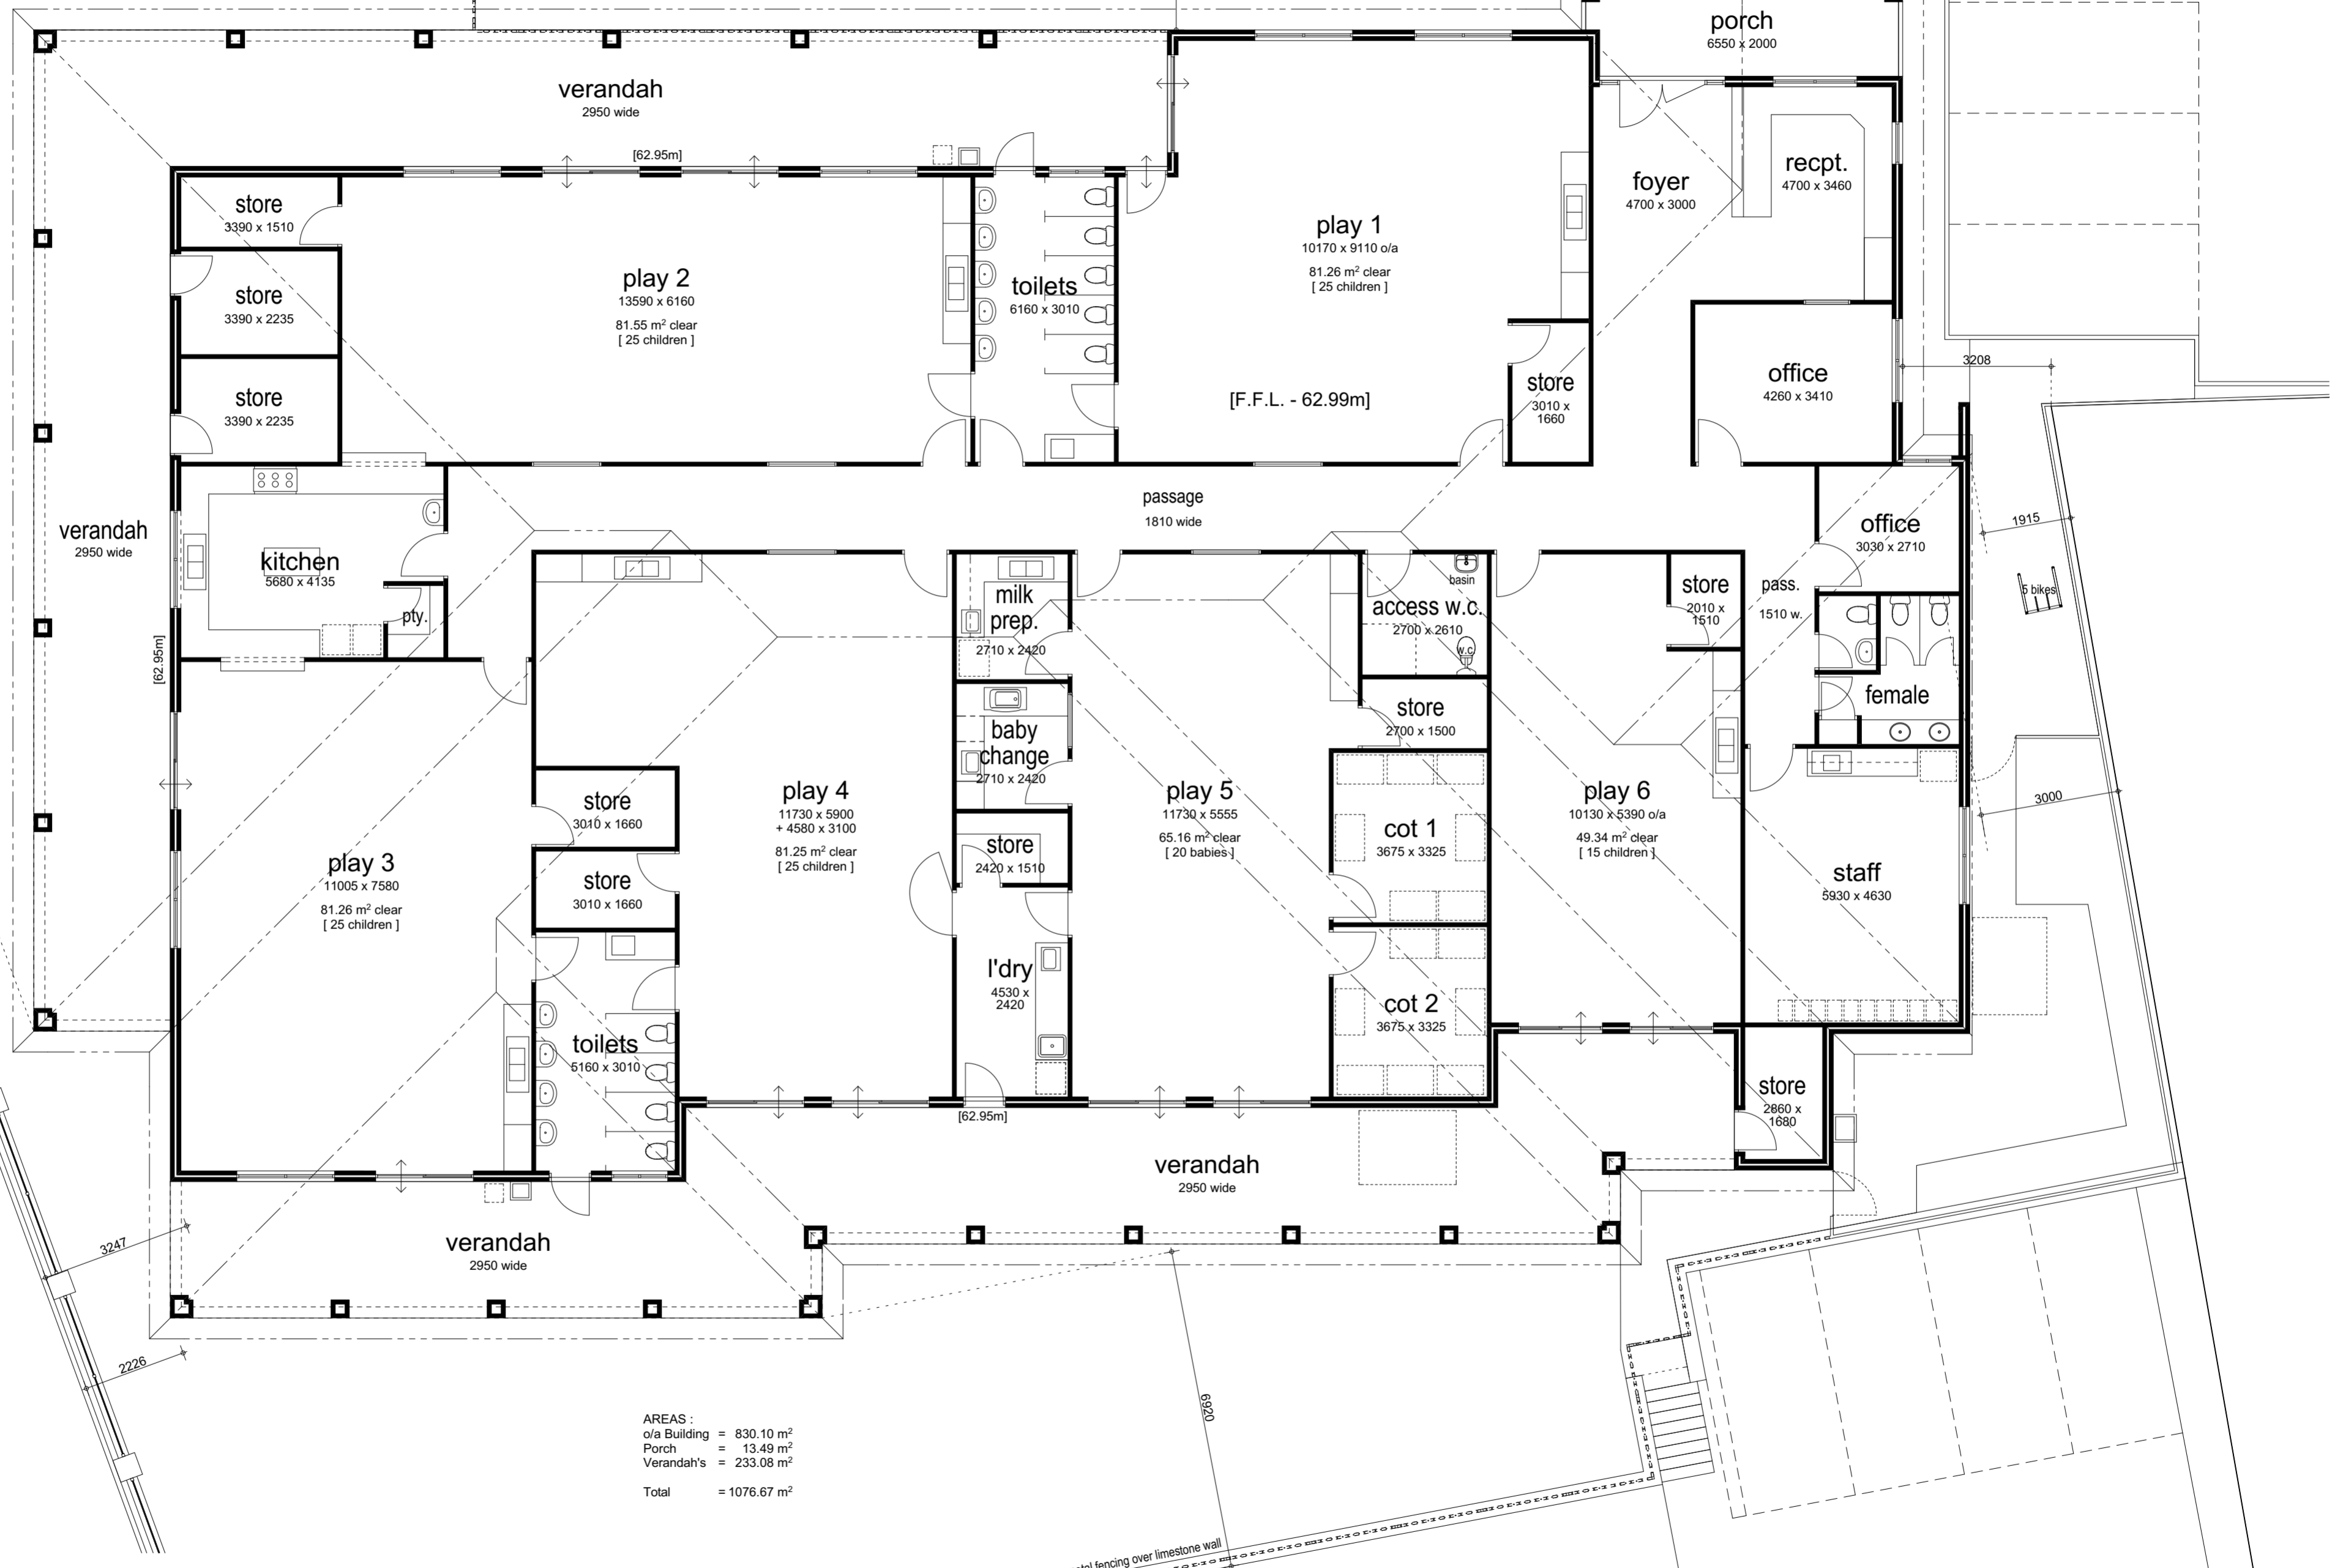 porch
6550 x 2000
verandah
2950 wide
[62.95m]
store
3390 x 1510
store
3390 x 2235
store
3390 x 2235
play 2
13590 x 6160
81.55 m² clear
[ 25 children ]
toilets
6160 x 3010
play 1
10170 x 9110 o/a
81.26 m² clear
[ 25 children ]
[F.F.L. - 62.99m]
store
3010 x
1660
foyer
4700 x 3000
recpt.
4700 x 3460
office
4260 x 3410
3208
verandah
2950 wide
[62.95m]
kitchen
5680 x 4135
pty.
passage
1810 wide
office
3030 x 2710
1915
5 bikes
pass.
1510 w.
female
milk
prep.
2710 x 2420
baby
change
2710 x 2420
store
2420 x 1510
l'dry
4530 x
2420
basin
access w.c.
2700 x 2610
w.c.
store
2700 x 1500
store
2010 x
1510
play 3
11005 x 7580
81.26 m² clear
[ 25 children ]
store
3010 x 1660
store
3010 x 1660
toilets
5160 x 3010
play 4
11730 x 5900
+ 4580 x 3100
81.25 m² clear
[ 25 children ]
play 5
11730 x 5555
65.16 m² clear
[ 20 babies ]
cot 1
3675 x 3325
cot 2
3675 x 3325
play 6
10130 x 5390 o/a
49.34 m² clear
[ 15 children ]
staff
5930 x 4630
3000
store
2860 x
1680
[62.95m]
verandah
2950 wide
verandah
2950 wide
3247
2226
6920
AREAS :
o/a Building = 830.10 m²
Porch = 13.49 m²
Verandah's = 233.08 m²
Total = 1076.67 m²
fencing over limestone wall